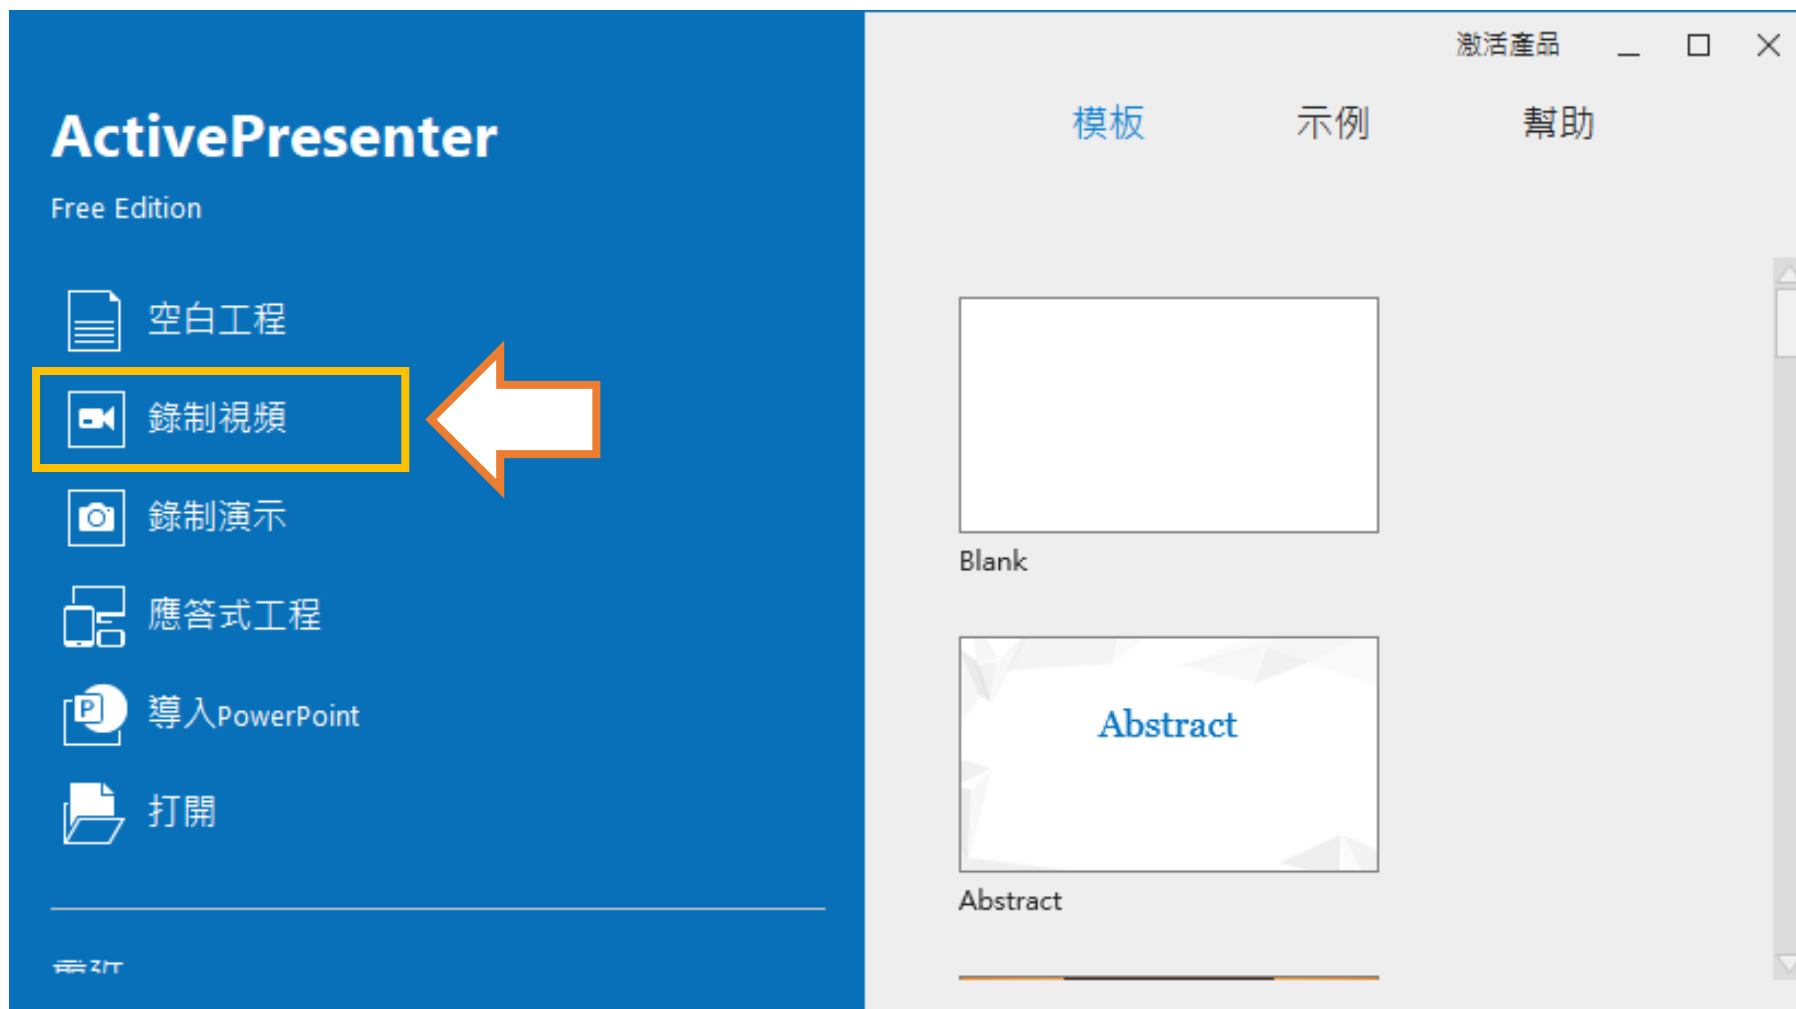 激活產品
ActivePresenter
Free Edition
空白工程
錄制視頻
錄制演示
應答式工程
導入PowerPoint
打開
模板
示例
幫助
Blank
Abstract
Abstract